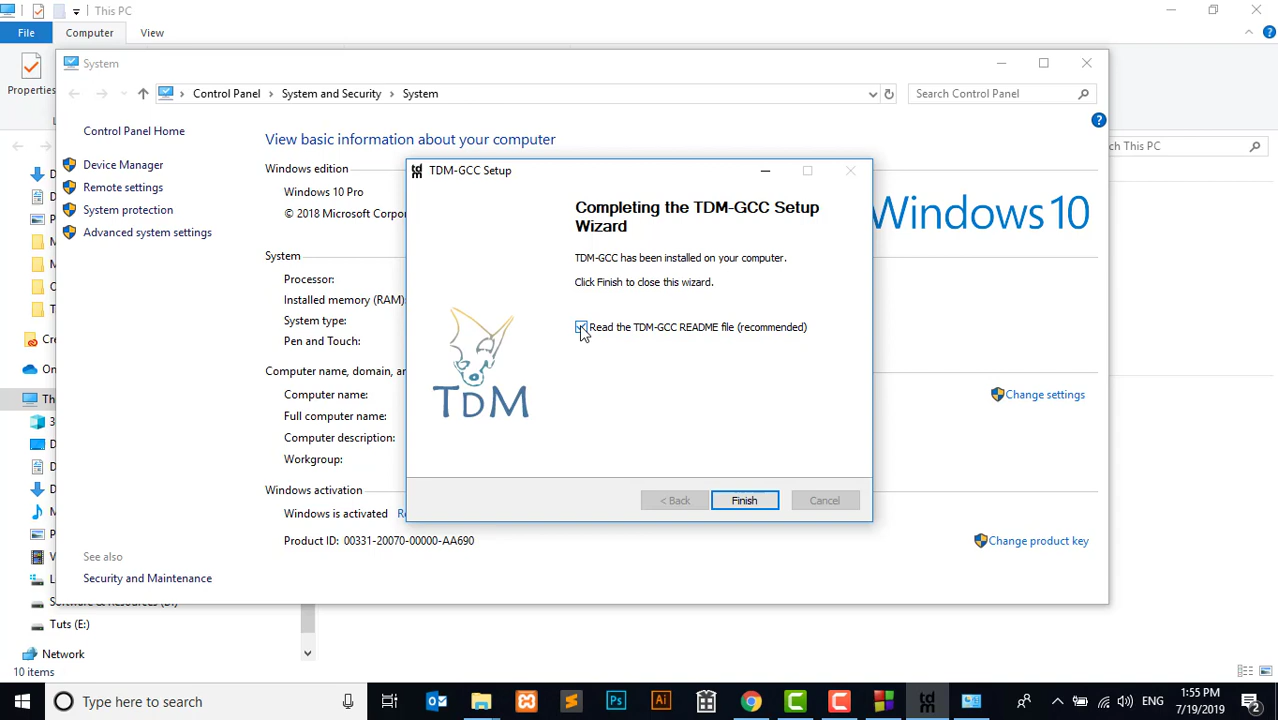 This PC
File
Computer
View
Properties
System
Control Panel
System and Security
System
Search Control Panel
ch This PC
Control Panel Home
Device Manager
Remote settings
System protection
Advanced system settings
View basic information about your computer
Windows edition
Windows 10 Pro
© 2018 Microsoft Corpor
Windows 10
System
Processor:
Installed memory (RAM):
System type:
Pen and Touch:
Computer name, domain, an
Computer name:
Full computer name:
Computer description:
Workgroup:
Change settings
Windows activation
Windows is activated
Product ID: 00331-20070-00000-AA690
Change product key
See also
Security and Maintenance
TDM-GCC Setup
Completing the TDM-GCC Setup
Wizard
TDM-GCC has been installed on your computer.
Click Finish to close this wizard.
Read the TDM-GCC README file (recommended)
TDM
< Back
Finish
Cancel
Tuts (E:)
Network
10 items
Type here to search
Ps
Ai
tdm
ENG
1:55 PM
7/19/2019
2